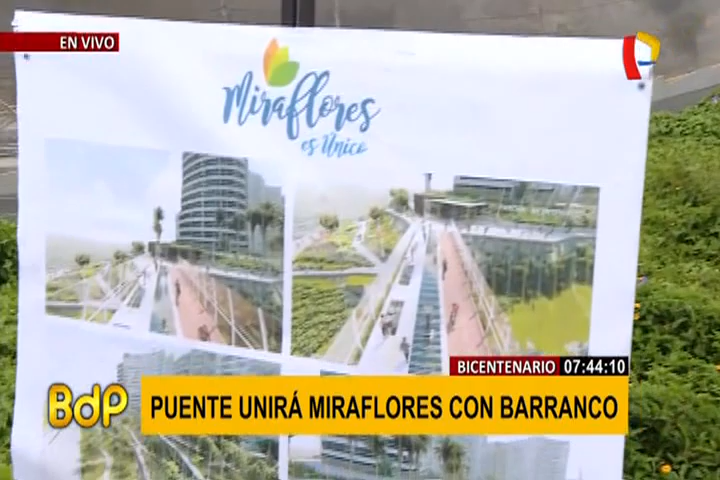 EN VIVO
Miraflores
es Único
BICENTENARIO 07:44:10
BdP
PUENTE UNIRÁ MIRAFLORES CON BARRANCO